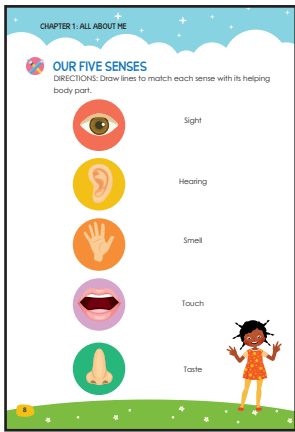 CHAPTER 1: ALL ABOUT ME
OUR FIVE SENSES
DIRECTIONS: Draw lines to match each sense with its helping
body part.
Sight
Hearing
Smell
Touch
Taste
8